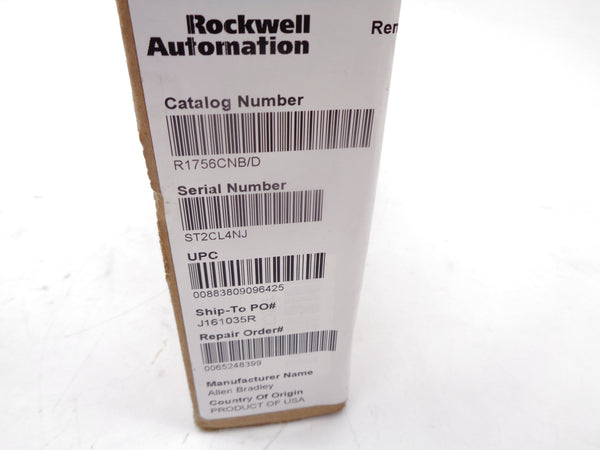 Rockwell
Automation
Catalog Number
R1756CNB/D
Serial Number
ST2CL4NJ
UPC
00883809096425
Ship-To PO#
J161035R
Repair Order#
0065248399
Manufacturer Name
Allen Bradley
Country Of Origin
PRODUCT OF USA